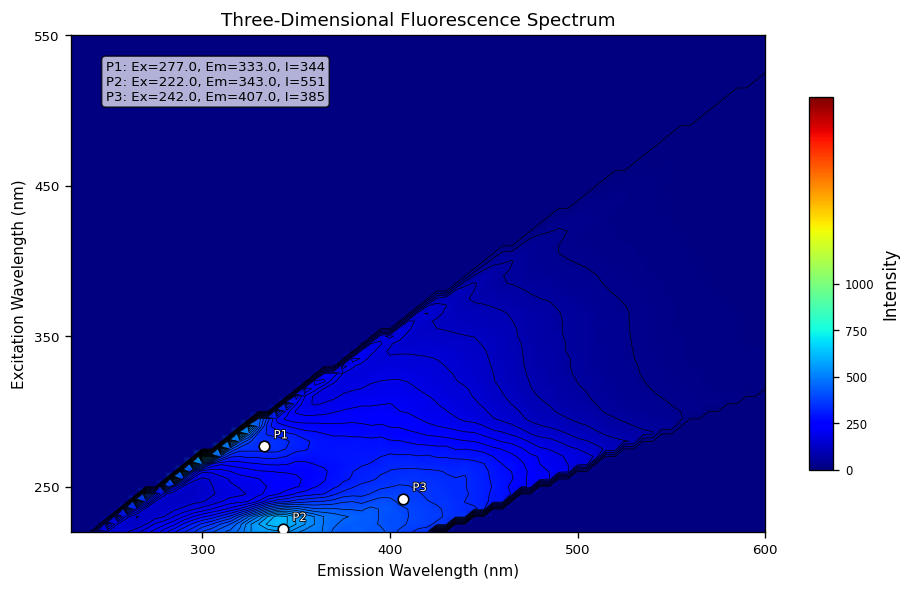 Three-Dimensional Fluorescence Spectrum
P1: Ex=277.0, Em=333.0, I=344
P2: Ex=222.0, Em=343.0, I=551
P3: Ex=242.0, Em=407.0, I=385
550
450
350
250
Excitation Wavelength (nm)
P1
P3
P2
300
400
500
600
Emission Wavelength (nm)
1000
750
500
250
0
Intensity